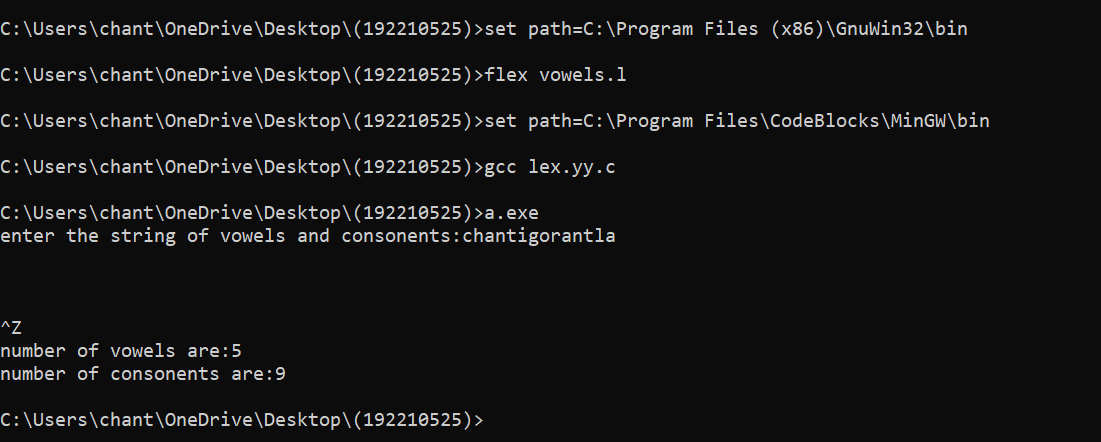 C:\Users\chant\OneDrive\Desktop\(192210525)>set path=C:\Program Files (x86)\GnuWin32\bin
C:\Users\chant\OneDrive\Desktop\(192210525)>flex vowels.l
C:\Users\chant\OneDrive\Desktop\(192210525)>set path=C:\Program Files\CodeBlocks\MinGW\bin
C:\Users\chant\OneDrive\Desktop\(192210525)>gcc lex.yy.c
C:\Users\chant\OneDrive\Desktop\(192210525)>a.exe
enter the string of vowels and consonents:chantigorantla
^Z
number of vowels are:5
number of consonents are:9
C:\Users\chant\OneDrive\Desktop\(192210525)>